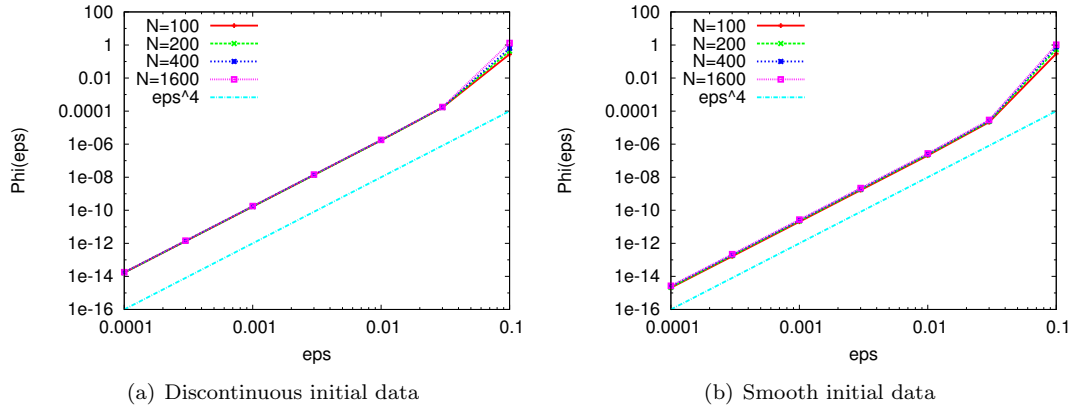 Phi(eps)
1
0.01
0.0001
1e-06
1e-08
1e-10
1e-12
1e-14
1e-16
N=100
N=200
N=400
N=1600
eps^4
0.0001 0.001 0.01 0.1
eps
(a) Discontinuous initial data
Phi(eps)
1
0.01
0.0001
1e-06
1e-08
1e-10
1e-12
1e-14
1e-16
N=100
N=200
N=400
N=1600
eps^4
0.0001 0.001 0.01 0.1
eps
(b) Smooth initial data